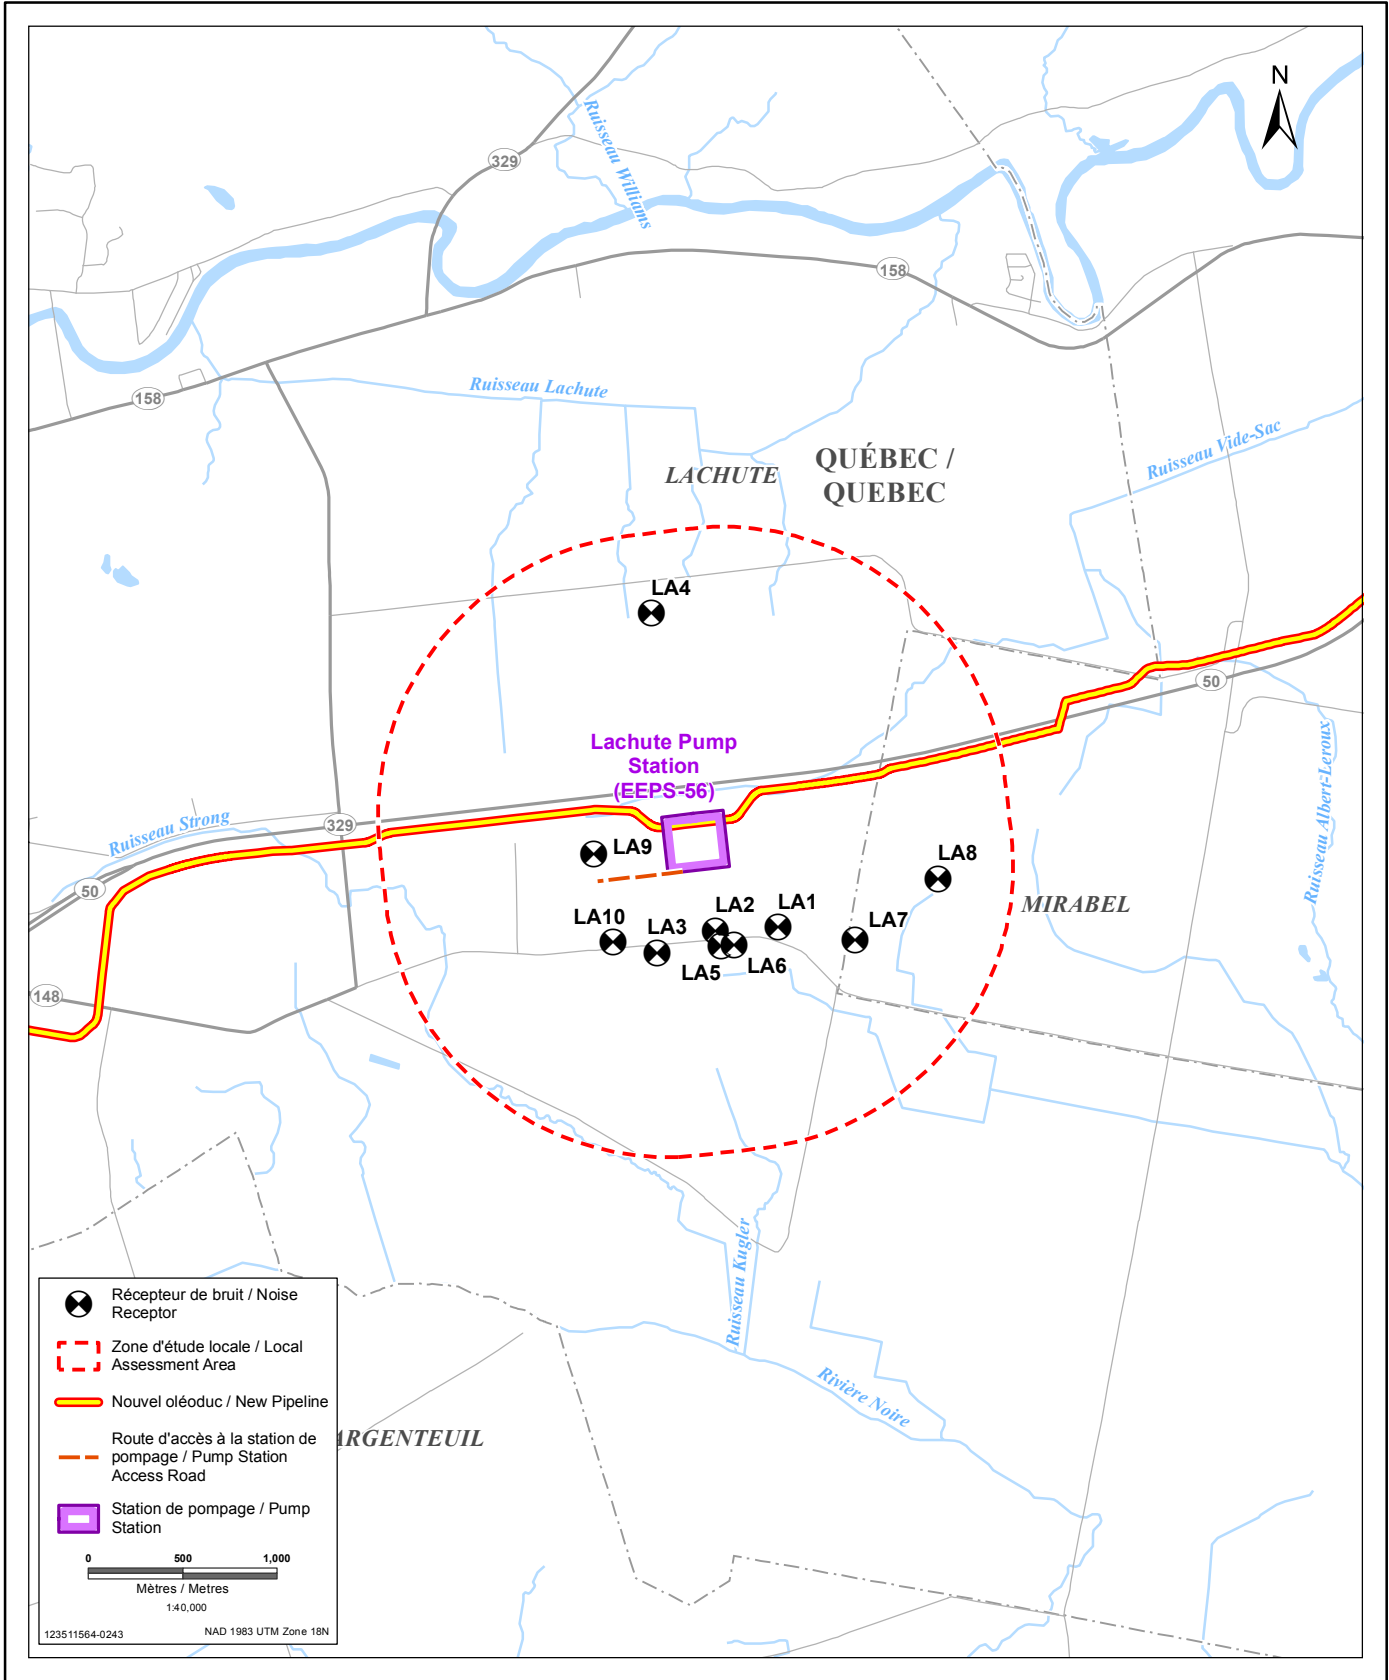 N
329
Ruisseau Williams
158
158
Ruisseau Lachute
Ruisseau Vide-Sac
LACHUTE
QUÉBEC /
QUEBEC
LA4
50
Lachute Pump
Station
(EEPS-56)
Ruisseau Albert-Leroux
Ruisseau Strong
329
LA9
50
LA8
MIRABEL
LA10
LA3
LA2
LA1
LA7
LA5
LA6
148
Ruisseau Kugler
Rivière Noire
ARGENTEUIL
Récepteur de bruit / Noise
Receptor
Zone d'étude locale / Local
Assessment Area
Nouvel oléoduc / New Pipeline
Route d'accès à la station de
pompage / Pump Station
Access Road
Station de pompage / Pump
Station
0 500 1,000
Mètres / Metres
1:40,000
123511564-0243 NAD 1983 UTM Zone 18N